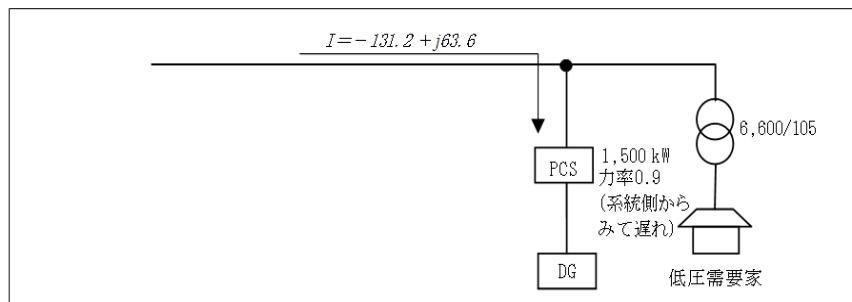 I=−131.2+j63.6
6,600/105
PCS
1,500 kW
力率0.9
(系統側から
みて遅れ)
DG
低圧需要家